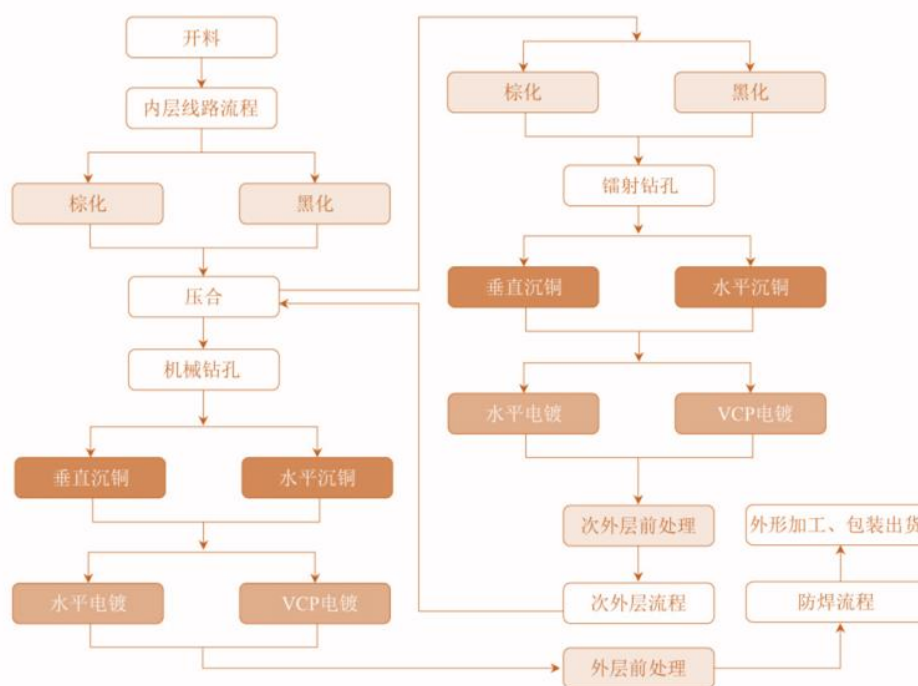 开料
内层线路流程
棕化
黑化
压合
机械钻孔
垂直沉铜
水平沉铜
水平电镀
VCP电镀
棕化
黑化
镭射钻孔
垂直沉铜
水平沉铜
水平电镀
VCP电镀
次外层前处理
次外层流程
外层前处理
防焊流程
外形加工、包装出货